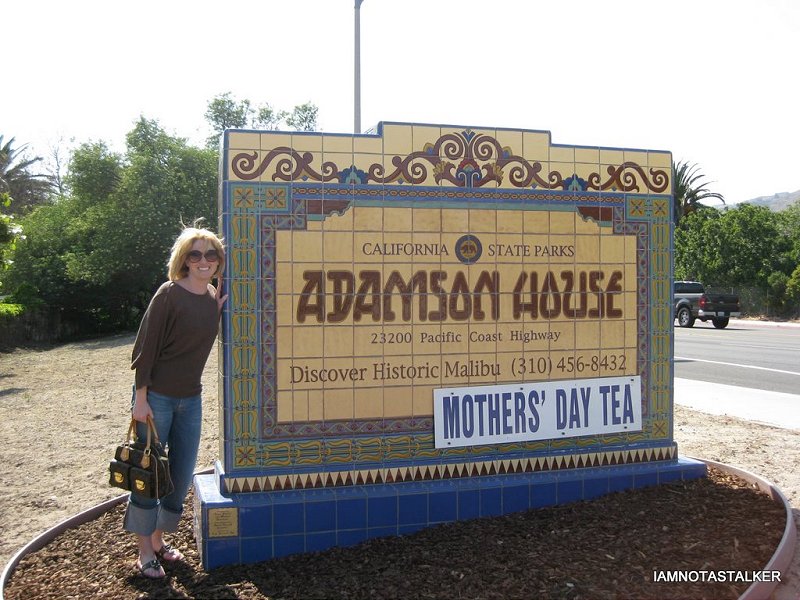 CALIFORNIA STATE PARKS
ADAMSON HOUSE
23200 Pacific Coast Highway
Discover Historic Malibu (310) 456-8432
MOTHERS' DAY TEA
IAMNOTASTALKER